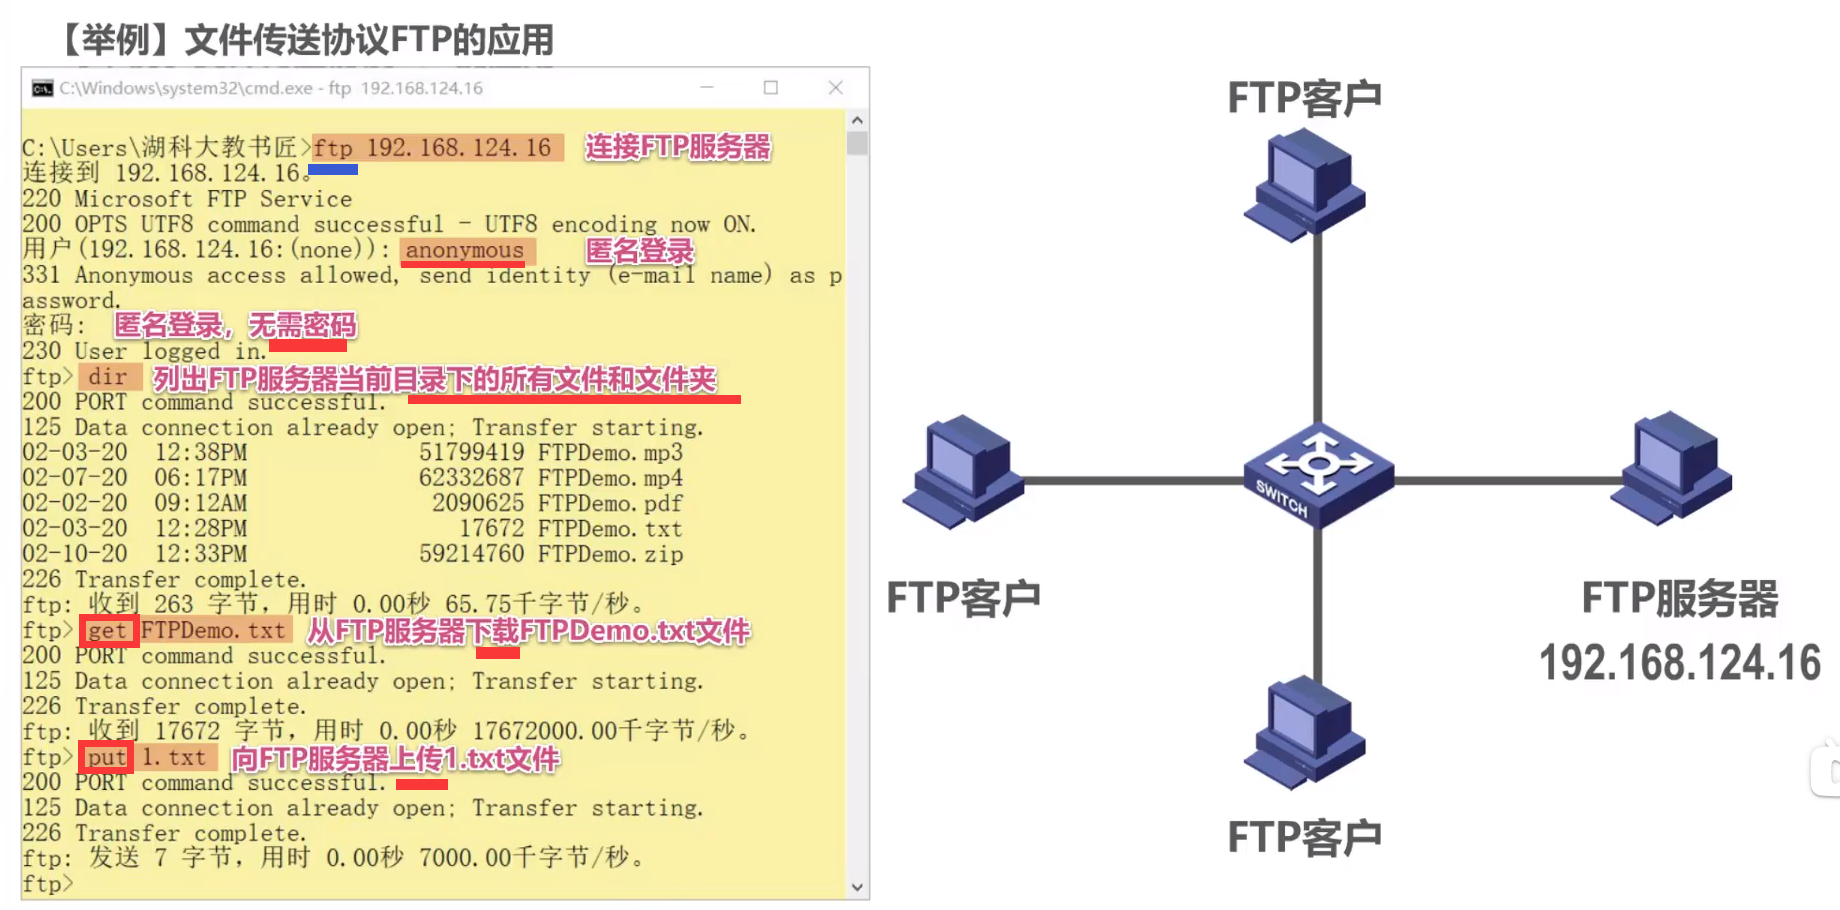 【举例】文件传送协议FTP的应用
C:\Windows\system32\cmd.exe - ftp 192.168.124.16
C:\Users\湖科大教书匠>ftp 192.168.124.16 连接FTP服务器
连接到 192.168.124.16。
220 Microsoft FTP Service
200 OPTS UTF8 command successful - UTF8 encoding now ON.
用户(192.168.124.16:(none)): anonymous 匿名登录
331 Anonymous access allowed, send identity (e-mail name) as p
assword.
密码: 匿名登录，无需密码
230 User logged in.
ftp> dir 列出FTP服务器当前目录下的所有文件和文件夹
200 PORT command successful.
125 Data connection already open; Transfer starting.
02-03-20 12:38PM 51799419 FTPDemo.mp3
02-07-20 06:17PM 62332687 FTPDemo.mp4
02-02-20 09:12AM 2090625 FTPDemo.pdf
02-03-20 12:28PM 17672 FTPDemo.txt
02-10-20 12:33PM 59214760 FTPDemo.zip
226 Transfer complete.
ftp: 收到 263 字节，用时 0.00秒 65.75千字节/秒。
ftp> get FTPDemo.txt 从FTP服务器下载FTPDemo.txt文件
200 PORT command successful.
125 Data connection already open; Transfer starting.
226 Transfer complete.
ftp: 收到 17672 字节，用时 0.00秒 17672000.00千字节/秒。
ftp> put 1.txt 向FTP服务器上传1.txt文件
200 PORT command successful.
125 Data connection already open; Transfer starting.
226 Transfer complete.
ftp: 发送 7 字节，用时 0.00秒 7000.00千字节/秒。
ftp>
FTP客户
SWITCH
FTP客户
FTP服务器
192.168.124.16
FTP客户